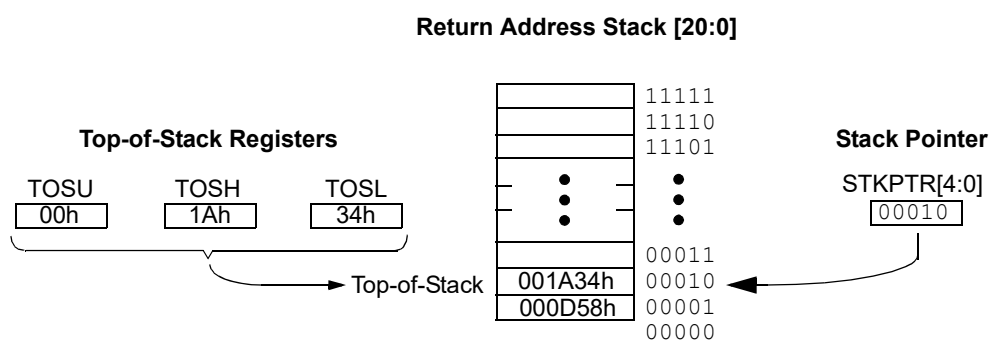 Return Address Stack [20:0]
11111
11110
Top-of-Stack Registers
11101
Stack Pointer
TOSU TOSH TOSL
STKPTR[4:0]
00h 1Ah 34h
00010
00011
Top-of-Stack 001A34h 00010
000D58h 00001
00000